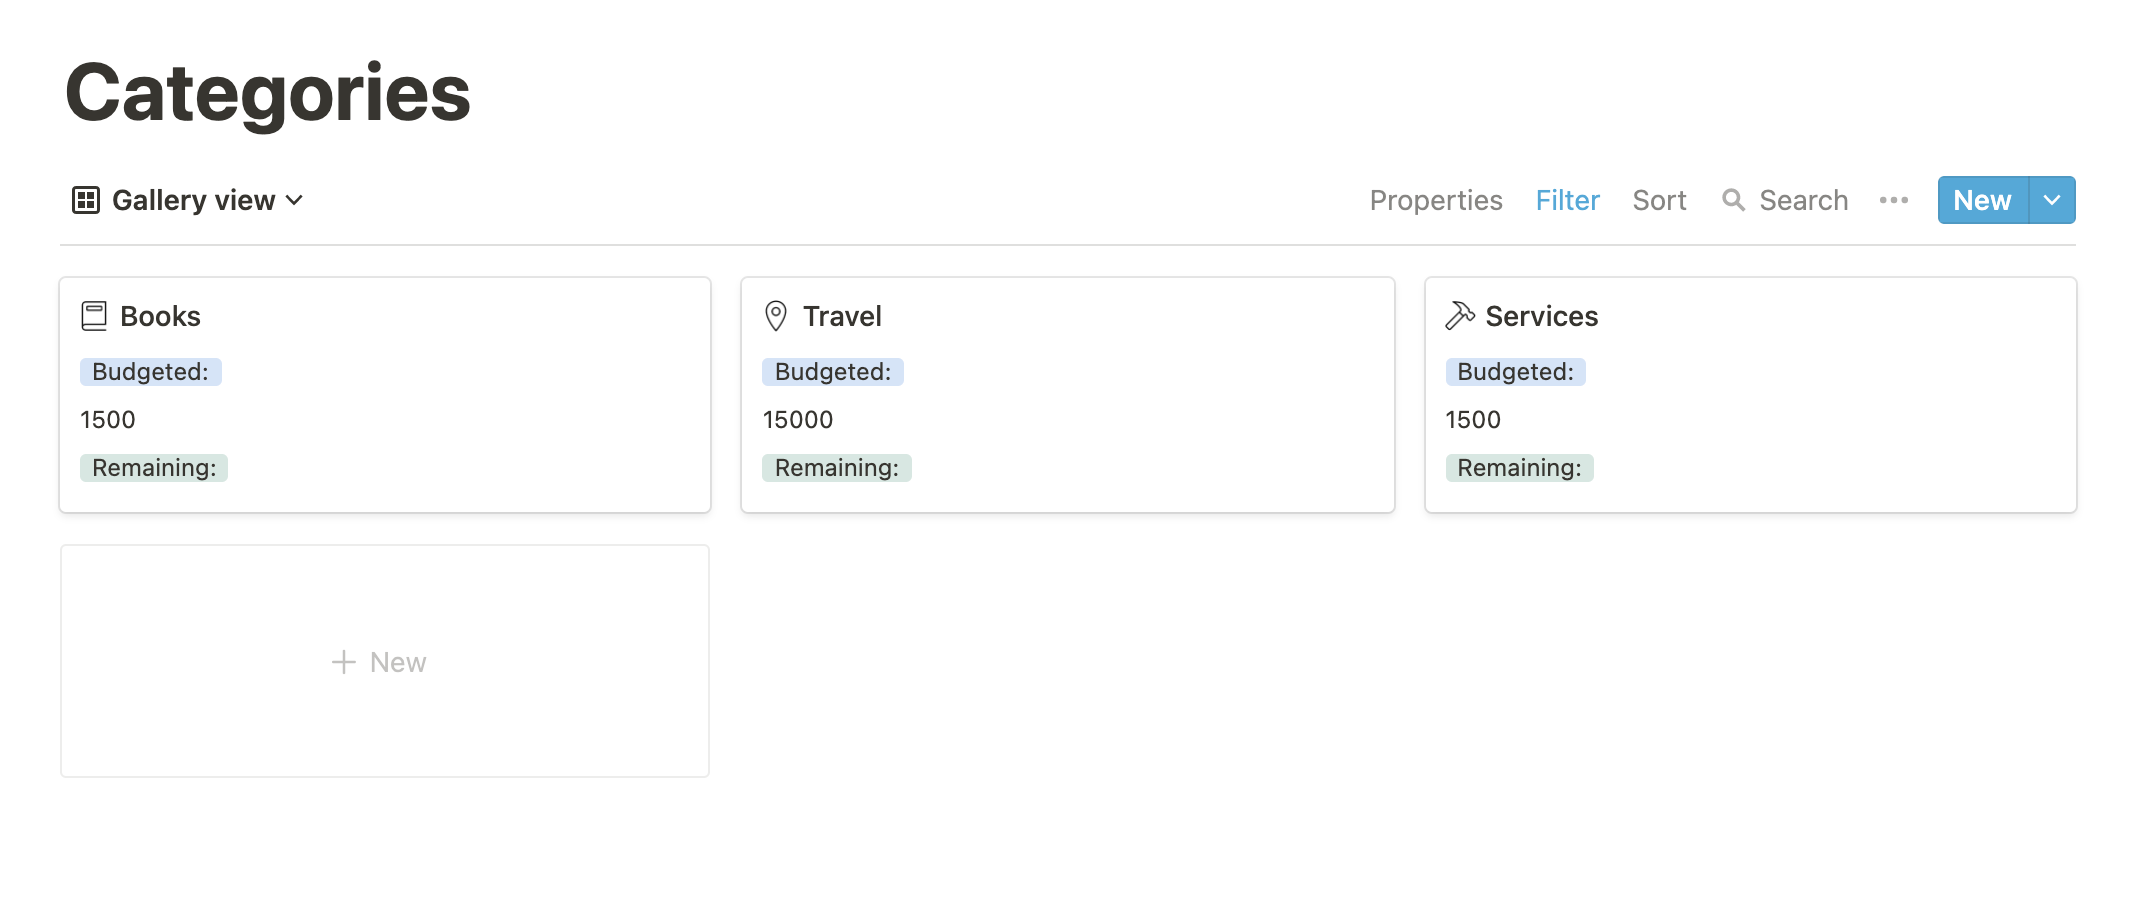 Categories
Gallery view Properties Filter Sort Search New
Books Travel Services
Budgeted: Budgeted: Budgeted:
1500 15000 1500
Remaining: Remaining: Remaining:
New